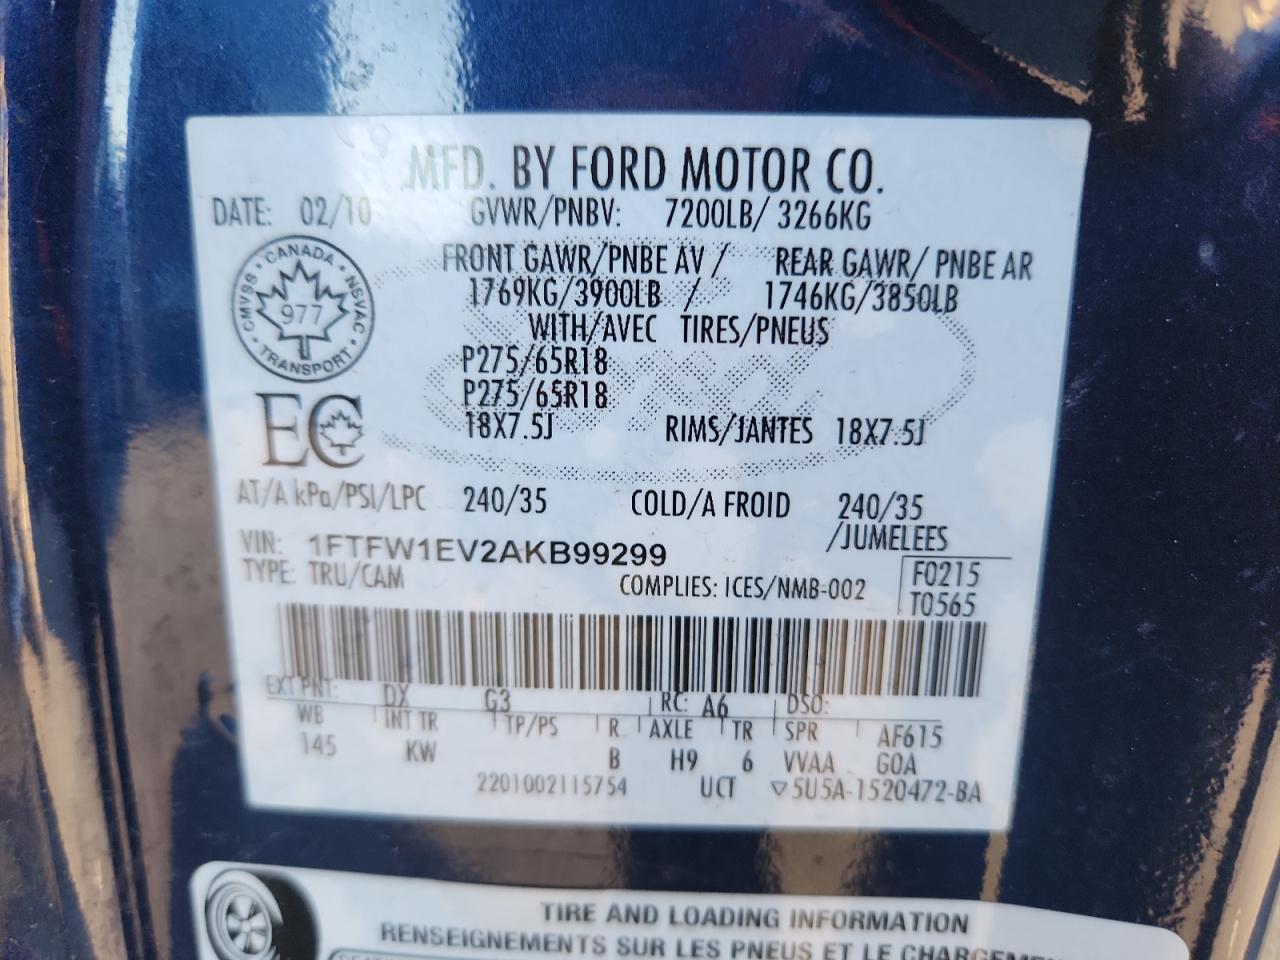 MFD. BY FORD MOTOR CO.
DATE: 02/10 GVWR/PNBV: 7200LB/ 3266KG
FRONT GAWR/PNBE AV / REAR GAWR/ PNBE AR
1769KG/3900LB / 1746KG/3850LB
WITH/AVEC TIRES/PNEUS
P275/65R18
P275/65R18
18X7.5J RIMS/JANTES 18X7.5J
CANADA
CMVSS · NSVAC
977
TRANSPORT
EC
AT/A kPa/PSI/LPC 240/35 COLD/A FROID 240/35
/JUMELEES
VIN: 1FTFW1EV2AKB99299
TYPE: TRU/CAM COMPLIES: ICES/NMB-002
F0215
T0565
EXT PNT: DX G3 RC: A6 DSO:
WB INT TR TP/PS R AXLE TR SPR AF615
145 KW B H9 6 VVAA GOA
2201002115754 UCT ▽5U5A-1520472-BA
TIRE AND LOADING INFORMATION
RENSEIGNEMENTS SUR LES PNEUS ET LE